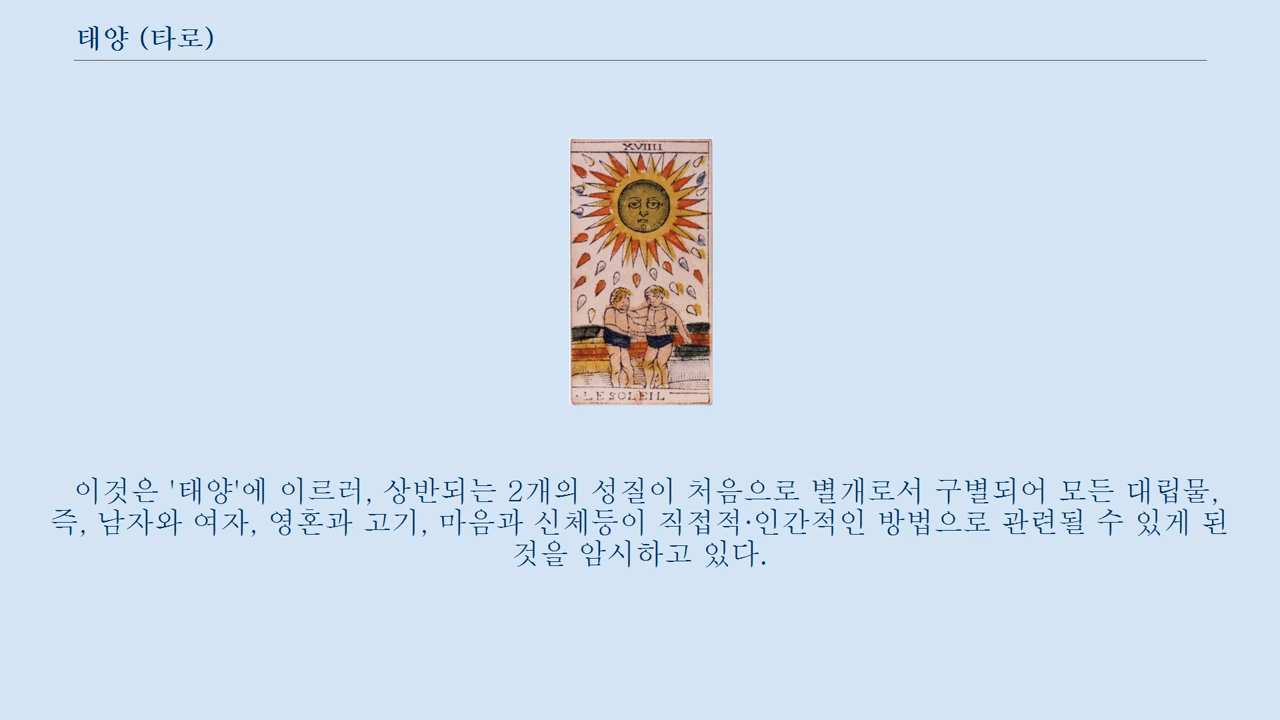 태양 (타로)
XVIIII
·LE SOLEIL
이것은 '태양'에 이르러, 상반되는 2개의 성질이 처음으로 별개로서 구별되어 모든 대립물,
즉, 남자와 여자, 영혼과 고기, 마음과 신체등이 직접적·인간적인 방법으로 관련될 수 있게 된
것을 암시하고 있다.